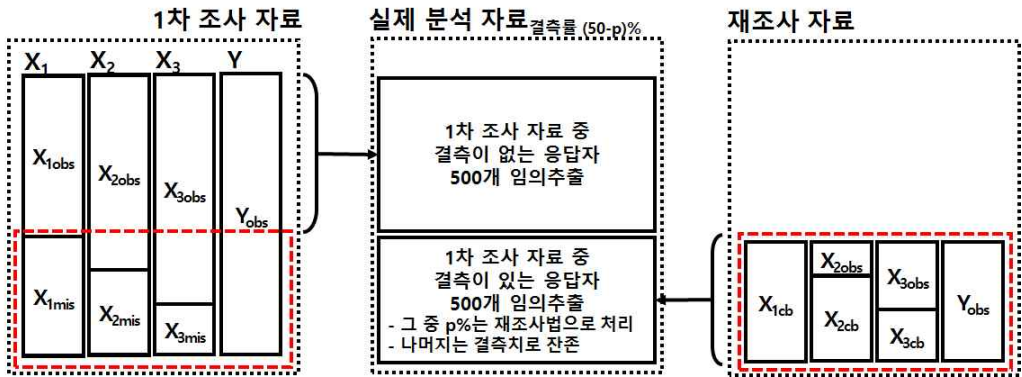 1차 조사 자료
X1 X2 X3 Y
X1obs
X2obs
X3obs
Yobs
X1mis
X2mis
X3mis
실제 분석 자료 결측률 (50-p)%
1차 조사 자료 중
결측이 없는 응답자
500개 임의추출
1차 조사 자료 중
결측이 있는 응답자
500개 임의추출
- 그 중 p%는 재조사법으로 처리
- 나머지는 결측치로 잔존
재조사 자료
X1cb
X2obs
X2cb
X3obs
X3cb
Yobs